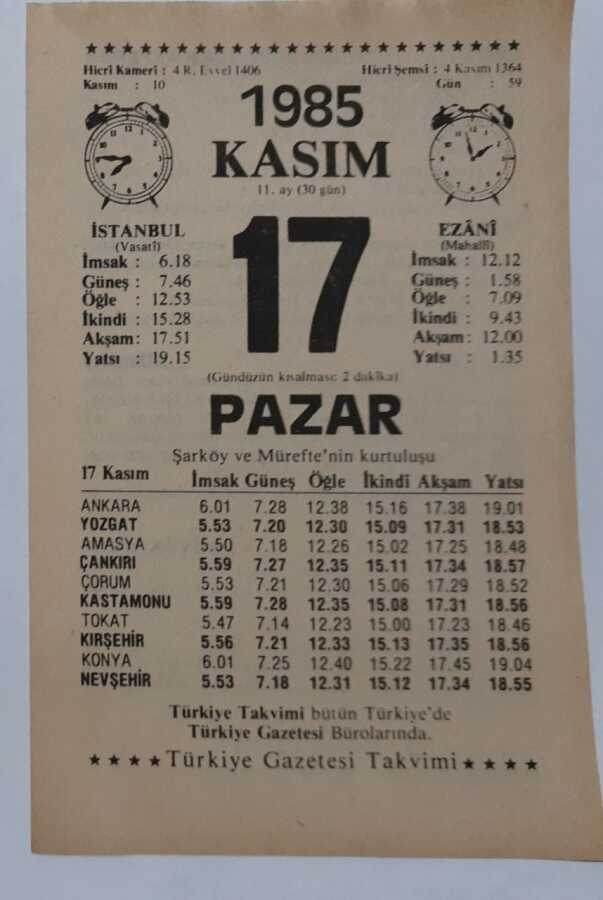 ★★★★★★★★★★★★★★★★★★★★★★★★
Hicrî Kamerî : 4 R. Evvel 1406
Hicrî Şemsî : 4 Kasım 1364
Kasım : 10
Gün : 59
1985
KASIM
11. ay (30 gün)
İSTANBUL
(Vasatî)
İmsak : 6.18
Güneş : 7.46
Öğle : 12.53
İkindi : 15.28
Akşam: 17.51
Yatsı : 19.15
17
EZÂNÎ
(Mahallî)
İmsak : 12.12
Güneş : 1.58
Öğle : 7.09
İkindi : 9.43
Akşam : 12.00
Yatsı : 1.35
(Gündüzün kısalması: 2 dakîka)
PAZAR
Şarköy ve Mürefte'nin kurtuluşu
17 Kasım İmsak Güneş Öğle İkindi Akşam Yatsı
ANKARA 6.01 7.28 12.38 15.16 17.38 19.01
YOZGAT 5.53 7.20 12.30 15.09 17.31 18.53
AMASYA 5.50 7.18 12.26 15.02 17.25 18.48
ÇANKIRI 5.59 7.27 12.35 15.11 17.34 18.57
ÇORUM 5.53 7.21 12.30 15.06 17.29 18.52
KASTAMONU 5.59 7.28 12.35 15.08 17.31 18.56
TOKAT 5.47 7.14 12.23 15.00 17.23 18.46
KIRŞEHİR 5.56 7.21 12.33 15.13 17.35 18.56
KONYA 6.01 7.25 12.40 15.22 17.45 19.04
NEVŞEHİR 5.53 7.18 12.31 15.12 17.34 18.55
Türkiye Takvimi bütün Türkiye'de
Türkiye Gazetesi Bürolarında.
★★★★Türkiye Gazetesi Takvimi★★★★